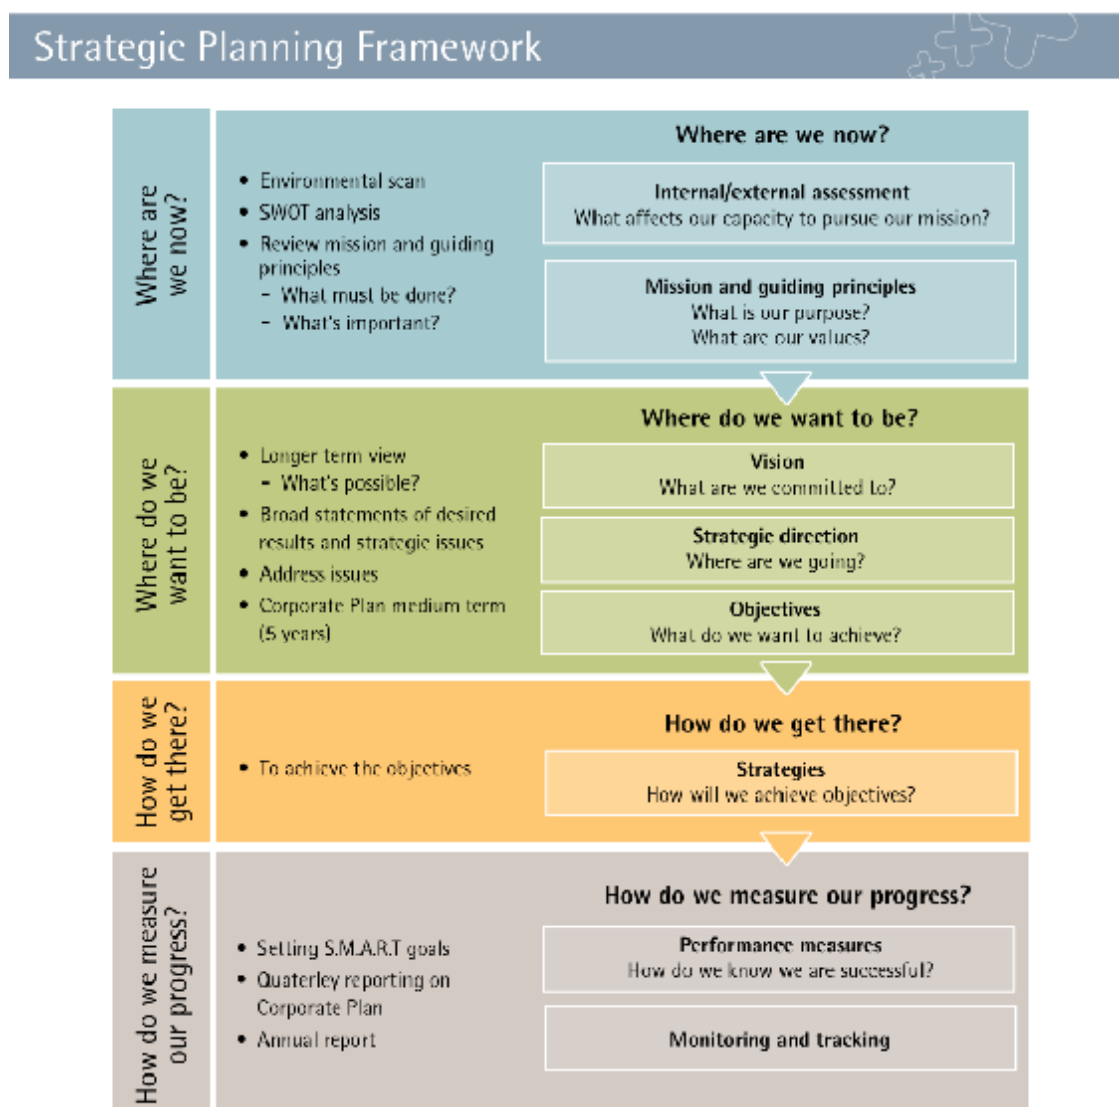 Strategic Planning Framework
Where are
we now?
• Environmental scan
• SWOT analysis
• Review mission and guiding
principles
– What must be done?
– What's important?
Where are we now?
Internal/external assessment
What affects our capacity to pursue our mission?
Mission and guiding principles
What is our purpose?
What are our values?
Where do we
want to be?
• Longer term view
– What's possible?
• Broad statements of desired
results and strategic issues
• Address issues
• Corporate Plan medium term
(5 years)
Where do we want to be?
Vision
What are we committed to?
Strategic direction
Where are we going?
Objectives
What do we want to achieve?
How do we
get there?
• To achieve the objectives
How do we get there?
Strategies
How will we achieve objectives?
How do we measure
our progress?
• Setting S.M.A.R.T goals
• Quaterley reporting on
Corporate Plan
• Annual report
How do we measure our progress?
Performance measures
How do we know we are successful?
Monitoring and tracking